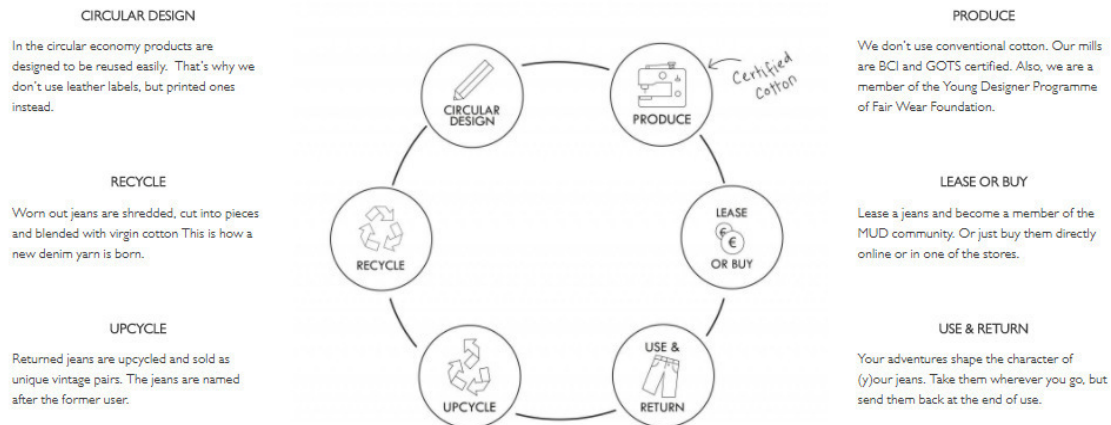 CIRCULAR DESIGN
In the circular economy products are
designed to be reused easily. That's why we
don't use leather labels, but printed ones
instead.
RECYCLE
Worn out jeans are shredded, cut into pieces
and blended with virgin cotton This is how a
new denim yarn is born.
UPCYCLE
Returned jeans are upcycled and sold as
unique vintage pairs. The jeans are named
after the former user.
CIRCULAR
DESIGN
PRODUCE
Certified
Cotton
LEASE
€
€
OR BUY
USE &
RETURN
UPCYCLE
RECYCLE
PRODUCE
We don't use conventional cotton. Our mills
are BCI and GOTS certified. Also, we are a
member of the Young Designer Programme
of Fair Wear Foundation.
LEASE OR BUY
Lease a jeans and become a member of the
MUD community. Or just buy them directly
online or in one of the stores.
USE & RETURN
Your adventures shape the character of
(y)our jeans. Take them wherever you go, but
send them back at the end of use.